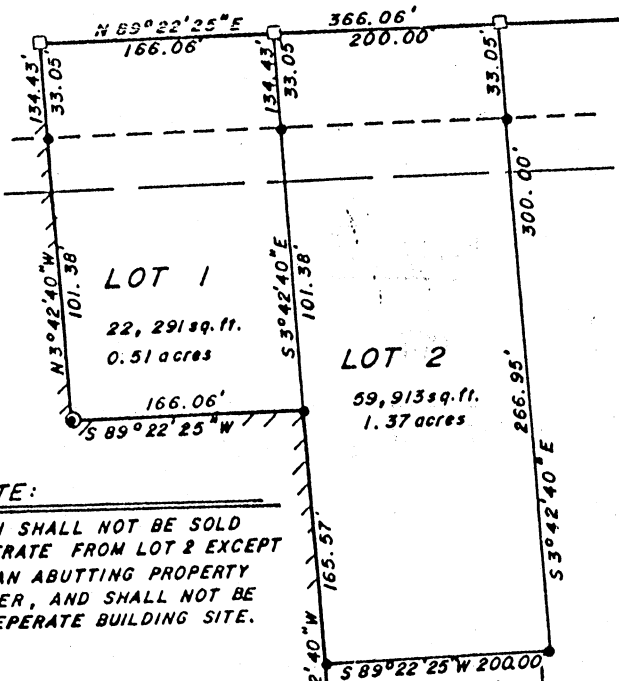 N 89°22'25"E
166.06'
366.06'
200.00'
134.43'
33.05'
134.43'
33.05'
33.05'
300.00'
N 3°42'40"W
101.38'
S 3°42'40"E
101.38'
LOT 1
22,291 sq.ft.
0.51 acres
166.06'
S 89°22'25"W
LOT 2
59,913 sq.ft.
1.37 acres
266.95'
S 3°42'40"E
165.57'
2'40"W
S 89°22'25"W 200.00'
TE:
SHALL NOT BE SOLD
ERATE FROM LOT 2 EXCEPT
AN ABUTTING PROPERTY
ER, AND SHALL NOT BE
EPERATE BUILDING SITE.